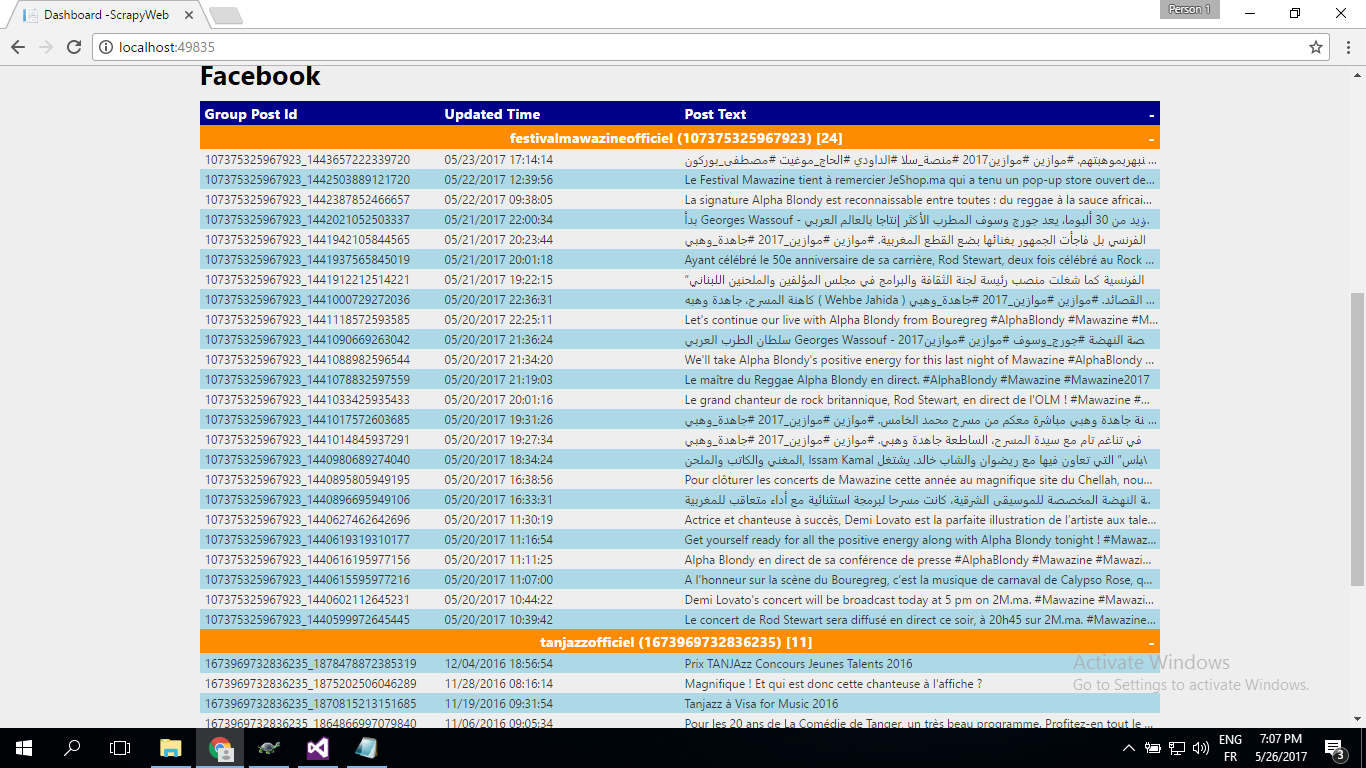 Dashboard -ScrapyWeb
Person 1
localhost:49835
Facebook
Group Post Id Updated Time Post Text -
festivalmawazineofficiel (107375325967923) [24] -
107375325967923_1443657222339720 05/23/2017 17:14:14 ... نبهربموهبتهم. #موازين #موازين2017 #منصة_سلا #الداودي #الحاج_موغيت #مصطفى_بوركون
107375325967923_1442503889121720 05/22/2017 12:39:56 Le Festival Mawazine tient à remercier JeShop.ma qui a tenu un pop-up store ouvert de...
107375325967923_1442387852466657 05/22/2017 09:38:05 La signature Alpha Blondy est reconnaissable entre toutes : du reggae à la sauce africai...
107375325967923_1442021052503337 05/21/2017 22:00:34 بدأ Georges Wassouf - يد من 30 ألبوما، يعد جورج وسوف المطرب الأكثر إنتاجا بالعالم العربي
107375325967923_1441942105844565 05/21/2017 20:23:44 الفرنسي بل فاجأت الجمهور بغنائها بضع القطع المغربية. #موازين #موازين_2017 #جاهدة_وهبي
107375325967923_1441937565845019 05/21/2017 20:01:18 Ayant célébré le 50e anniversaire de sa carrière, Rod Stewart, deux fois célébré au Rock ...
107375325967923_1441912212514221 05/21/2017 19:22:15 الفرنسية كما شغلت منصب رئيسة لجنة الثقافة والبرامج في مجلس المؤلفين والملحنين اللبناني"
107375325967923_1441000729272036 05/20/2017 22:36:31 كاهنة المسرح، جاهدة وهبه ( Wehbe Jahida ) القصائد. #موازين #موازين_2017 #جاهدة_وهبي ...
107375325967923_1441118572593585 05/20/2017 22:25:11 Let's continue our live with Alpha Blondy from Bouregreg #AlphaBlondy #Mawazine #M...
107375325967923_1441090669263042 05/20/2017 21:36:24 سلطان الطرب العربي Georges Wassouf - صة النهضة #جورج_وسوف #موازين #موازين2017
107375325967923_1441088982596544 05/20/2017 21:34:20 We'll take Alpha Blondy's positive energy for this last night of Mawazine #AlphaBlondy ...
107375325967923_1441078832597559 05/20/2017 21:19:03 Le maître du Reggae Alpha Blondy en direct. #AlphaBlondy #Mawazine #Mawazine2017
107375325967923_1441033425935433 05/20/2017 20:01:16 Le grand chanteur de rock britannique, Rod Stewart, en direct de l'OLM ! #Mawazine #...
107375325967923_1441017572603685 05/20/2017 19:31:26 ... نة جاهدة وهبي مباشرة معكم من مسرح محمد الخامس. #موازين #موازين_2017 #جاهدة_وهبي
107375325967923_1441014845937291 05/20/2017 19:27:34 في تناغم تام مع سيدة المسرح، الساطعة جاهدة وهبي. #موازين #موازين_2017 #جاهدة_وهبي
107375325967923_1440980689274040 05/20/2017 18:34:24 المغني والكاتب والملحن, Issam Kamal التي تعاون فيها مع ريضوان والشاب خالد. يشتغل
107375325967923_1440895805949195 05/20/2017 16:38:56 Pour clôturer les concerts de Mawazine cette année au magnifique site du Chellah, nou...
107375325967923_1440896695949106 05/20/2017 16:33:31 ة النهضة المخصصة للموسيقى الشرقية، كانت مسرحا لبرمجة استثنائية مع أداء متعاقب للمغربية
107375325967923_1440627462642696 05/20/2017 11:30:19 Actrice et chanteuse à succès, Demi Lovato est la parfaite illustration de l'artiste aux tale...
107375325967923_1440619319310177 05/20/2017 11:16:54 Get yourself ready for all the positive energy along with Alpha Blondy tonight ! #Mawaz...
107375325967923_1440616195977156 05/20/2017 11:11:25 Alpha Blondy en direct de sa conférence de presse #AlphaBlondy #Mawazine #Mawazi...
107375325967923_1440615595977216 05/20/2017 11:07:00 A l'honneur sur la scène du Bouregreg, c'est la musique de carnaval de Calypso Rose, q...
107375325967923_1440602112645231 05/20/2017 10:44:22 Demi Lovato's concert will be broadcast today at 5 pm on 2M.ma. #Mawazine #Mawazi...
107375325967923_1440599972645445 05/20/2017 10:39:42 Le concert de Rod Stewart sera diffusé en direct ce soir, à 20h45 sur 2M.ma. #Mawazine...
tanjazzofficiel (1673969732836235) [11] -
1673969732836235_1878478872385319 12/04/2016 18:56:54 Prix TANJAzz Concours Jeunes Talents 2016
1673969732836235_1875202506046289 11/28/2016 08:16:14 Magnifique ! Et qui est donc cette chanteuse à l'affiche ?
1673969732836235_1870815213151685 11/19/2016 09:31:54 Tanjazz à Visa for Music 2016
1673969732836235_1864866997079840 11/06/2016 09:05:34 Pour les 20 ans de La Comédie de Tanger, un très beau programme. Profitez-en tout le ...
Activate Windows
Go to Settings to activate Windows.
ENG 7:07 PM
FR 5/26/2017
3